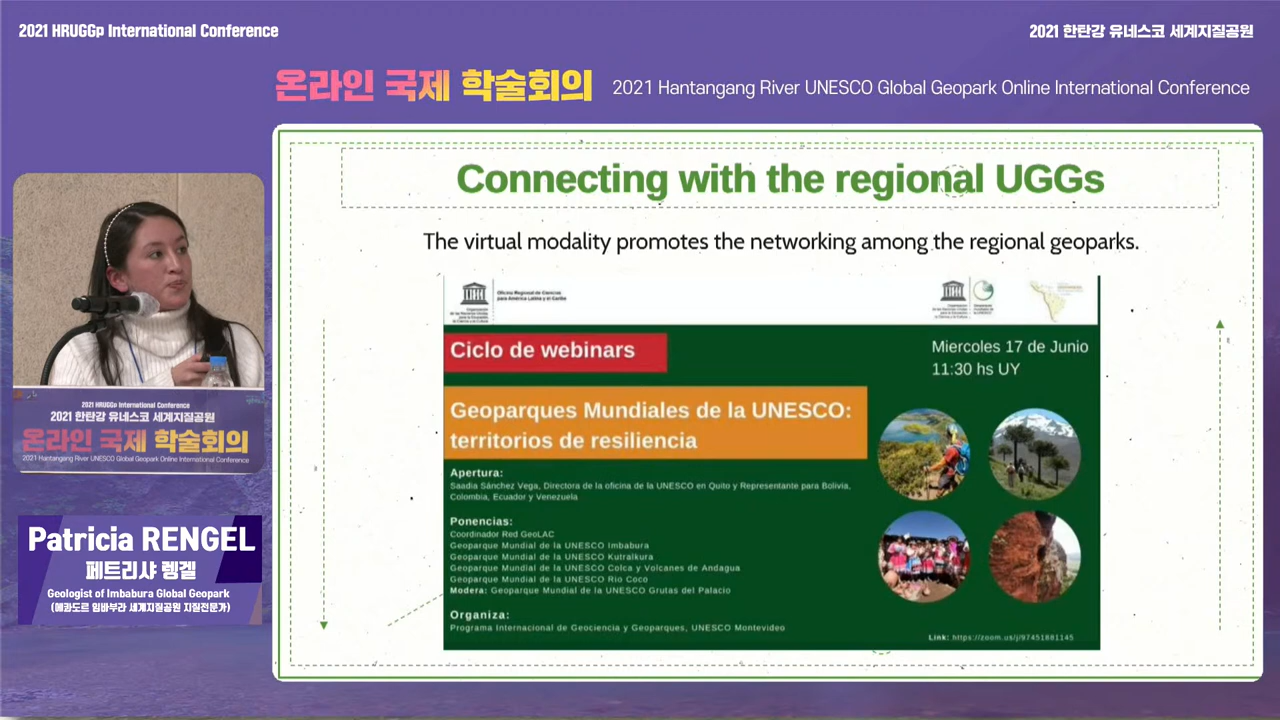 2021 HRUGGp International Conference
2021 한탄강 유네스코 세계지질공원
온라인 국제 학술회의
2021 Hantangang River UNESCO Global Geopark Online International Conference
Connecting with the regional UGGs
The virtual modality promotes the networking among the regional geoparks.
Oficina Regional de Ciencias
para América Latina y el Caribe
Ciclo de webinars
Miercoles 17 de Junio
11:30 hs UY
Geoparques Mundiales de la UNESCO:
territorios de resiliencia
Apertura:
Saadia Sánchez Vega, Directora de la oficina de la UNESCO en Quito y Representante para Bolivia,
Colombia, Ecuador y Venezuela
Ponencias:
Coordinador Red GeoLAC
Geoparque Mundial de la UNESCO Imbabura
Geoparque Mundial de la UNESCO Kutralkura
Geoparque Mundial de la UNESCO Colca y Volcanes de Andagua
Geoparque Mundial de la UNESCO Rio Coco
Modera: Geoparque Mundial de la UNESCO Grutas del Palacio
Organiza:
Programa Internacional de Geociencia y Geoparques, UNESCO Montevideo
Link: https://zoom.us/j/97451881145
2021 HRUGGp International Conference
2021 한탄강 유네스코 세계지질공원
온라인 국제 학술회의
2021 Hantangang River UNESCO Global Geopark Online International Conference
Patricia RENGEL
페트리샤 렝겔
Geologist of Imbabura Global Geopark
(에콰도르 임바부라 세계지질공원 지질전문가)